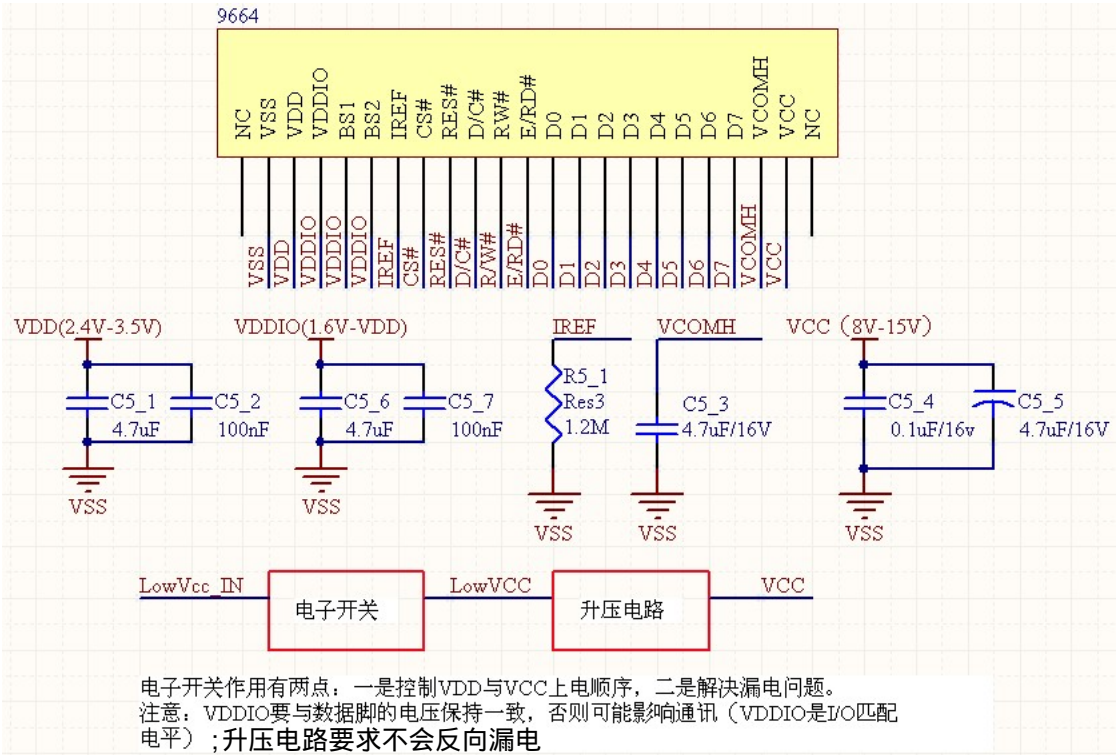 9664
NC
VSS
VDD
VDDIO
BS1
BS2
IREF
CS#
RES#
D/C#
RW#
E/RD#
D0
D1
D2
D3
D4
D5
D6
D7
VCOMH
VCC
NC
VSS
VDD
VDDIO
VDDIO
VDDIO
IREF
CS#
RES#
D/C#
R/W#
E/RD#
D0
D1
D2
D3
D4
D5
D6
D7
VCOMH
VCC
VDD(2.4V-3.5V)
C5_1
4.7uF
C5_2
100nF
VSS
VDDIO(1.6V-VDD)
C5_6
4.7uF
C5_7
100nF
VSS
IREF
R5_1
Res3
1.2M
VSS
VCOMH
C5_3
4.7uF/16V
VSS
VCC（8V-15V）
C5_4
0.1uF/16v
C5_5
4.7uF/16V
VSS
LowVcc_IN
电子开关
LowVCC
升压电路
VCC
电子开关作用有两点：一是控制VDD与VCC上电顺序，二是解决漏电问题。
注意：VDDIO要与数据脚的电压保持一致，否则可能影响通讯（VDDIO是I/O匹配
电平）;升压电路要求不会反向漏电